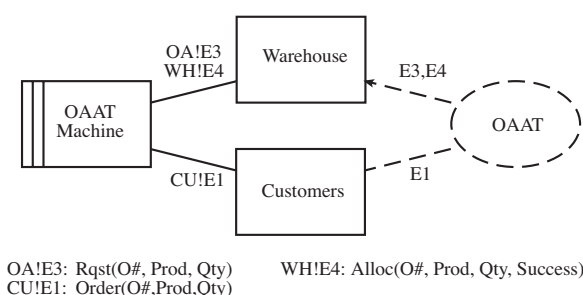 OA!E3
WH!E4
Warehouse
E3,E4
OAAT
Machine
OAAT
CU!E1
Customers
E1
OA!E3: Rqst(O#, Prod, Qty)
WH!E4: Alloc(O#, Prod, Qty, Success)
CU!E1: Order(O#,Prod,Qty)